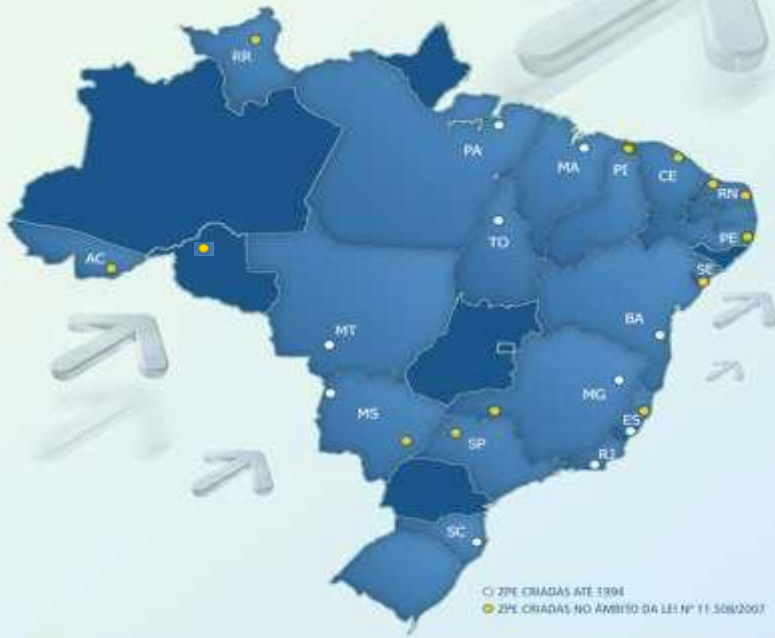 RR
PA
MA
PI
CE
RN
TO
PE
AC
SE
MT
BA
MS
MG
ES
SP
RJ
SC
ZPE CRIADAS ATÉ 1994
ZPE CRIADAS NO ÂMBITO DA LEI Nº 11.508/2007